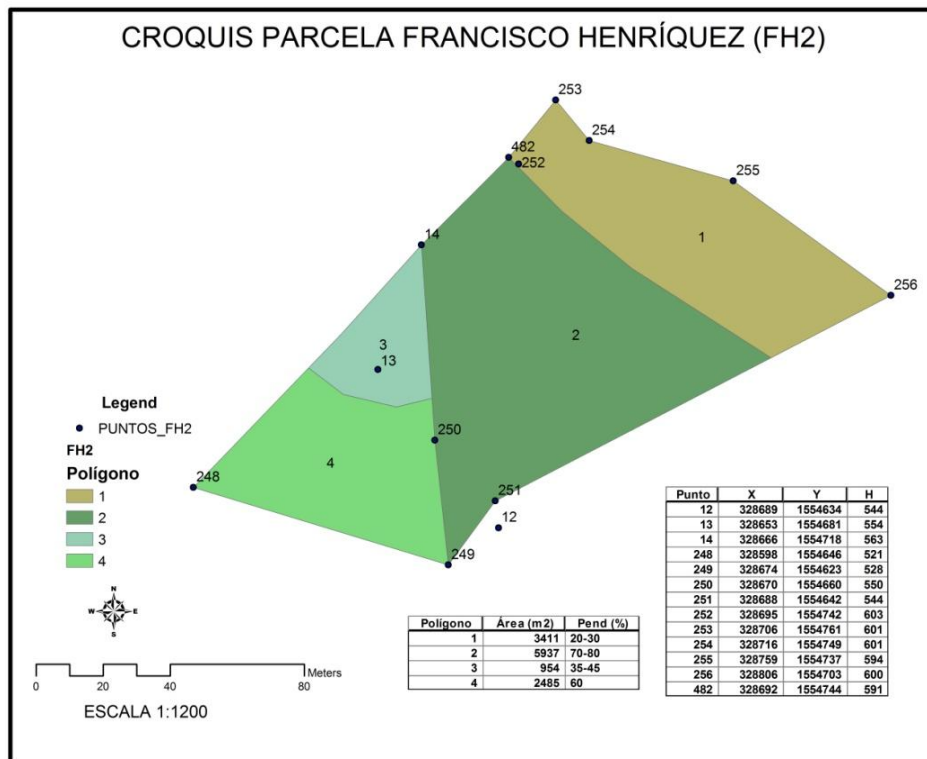 CROQUIS PARCELA FRANCISCO HENRÍQUEZ (FH2)
253
254
482
252
255
14
1
256
2
3
13
Legend
PUNTOS_FH2
FH2
Polígono
1
2
3
4
250
4
248
251
12
249
N
W E
S
Meters
0 20 40 80
ESCALA 1:1200
Polígono Área (m2) Pend (%)
1 3411 20-30
2 5937 70-80
3 954 35-45
4 2485 60
Punto X Y H
12 328689 1554634 544
13 328653 1554681 554
14 328666 1554718 563
248 328598 1554646 521
249 328674 1554623 528
250 328670 1554660 550
251 328688 1554642 544
252 328695 1554742 603
253 328706 1554761 601
254 328716 1554749 601
255 328759 1554737 594
256 328806 1554703 600
482 328692 1554744 591